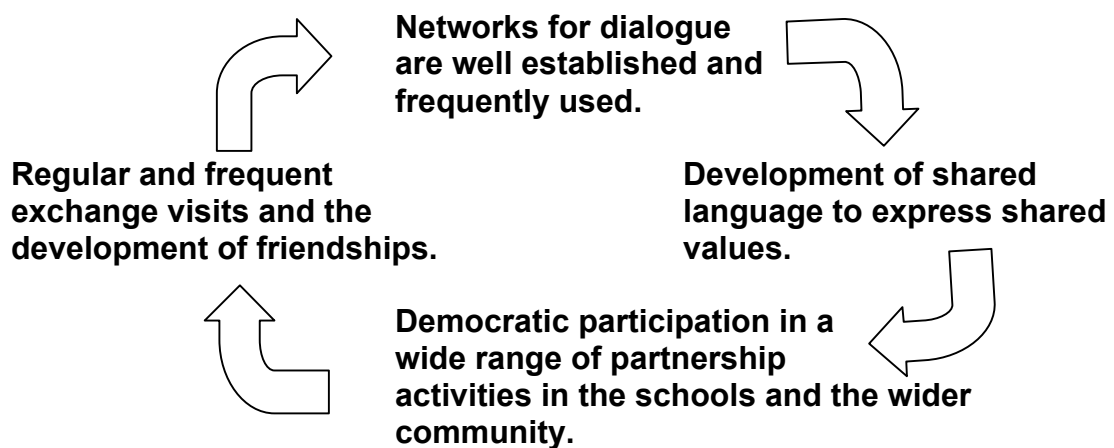 Networks for dialogue
are well established and
frequently used.
Development of shared
language to express shared
values.
Democratic participation in a
wide range of partnership
activities in the schools and the wider
community.
Regular and frequent
exchange visits and the
development of friendships.